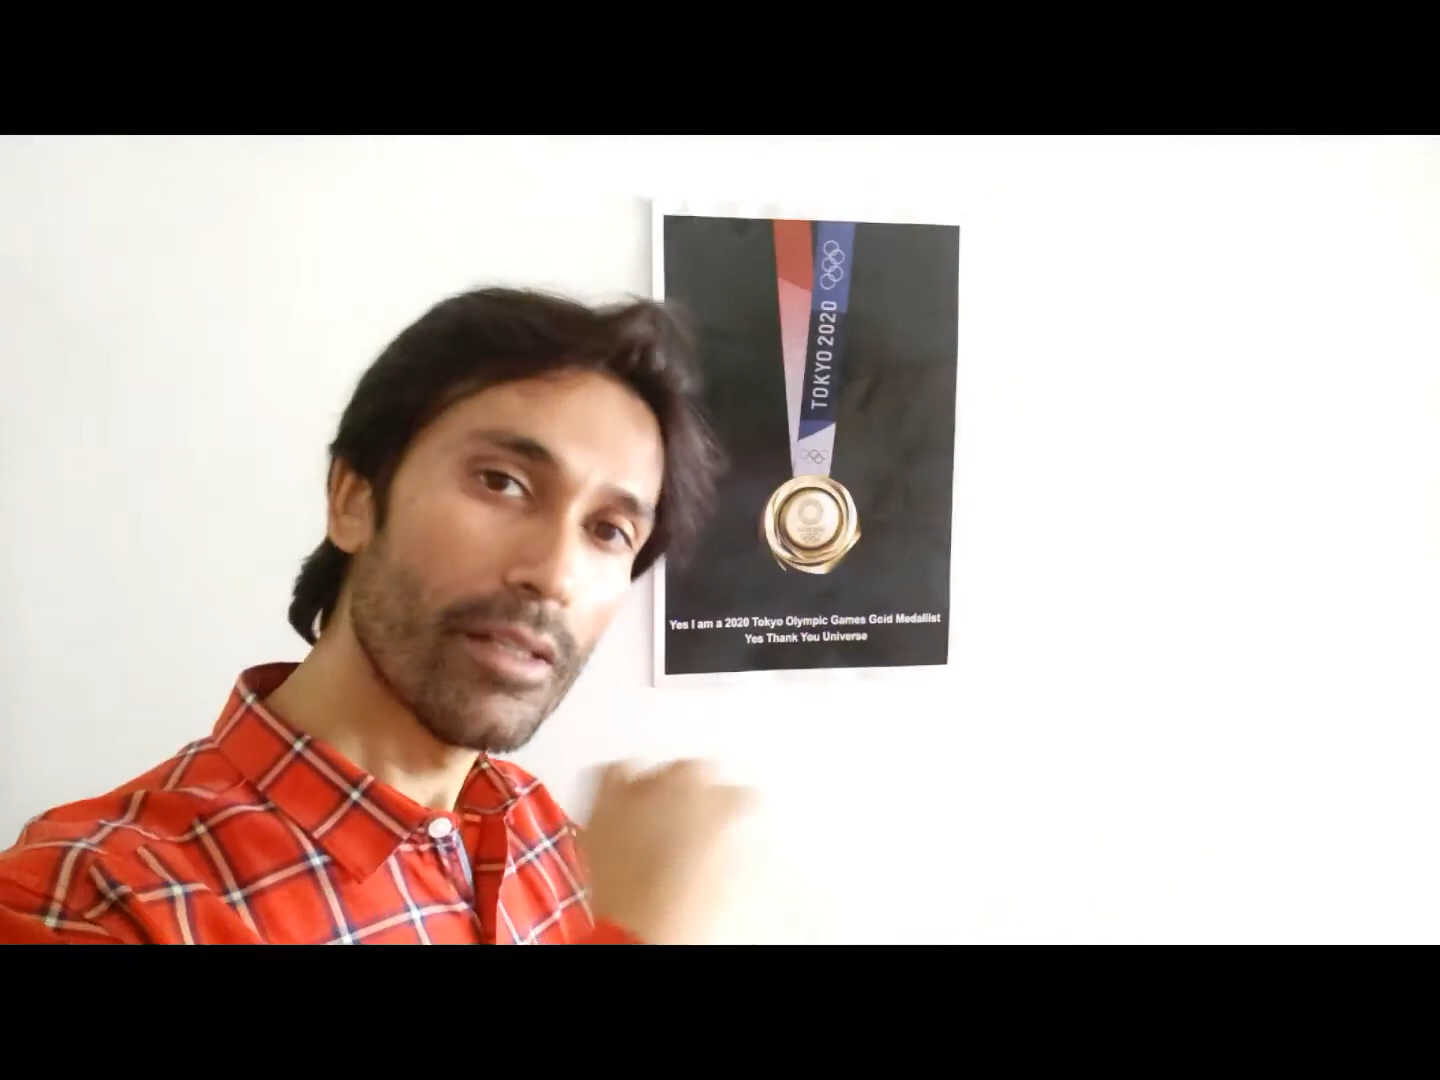 TOKYO 2020
Yes I am a 2020 Tokyo Olympic Games Gold Medallist
Yes Thank You Universe